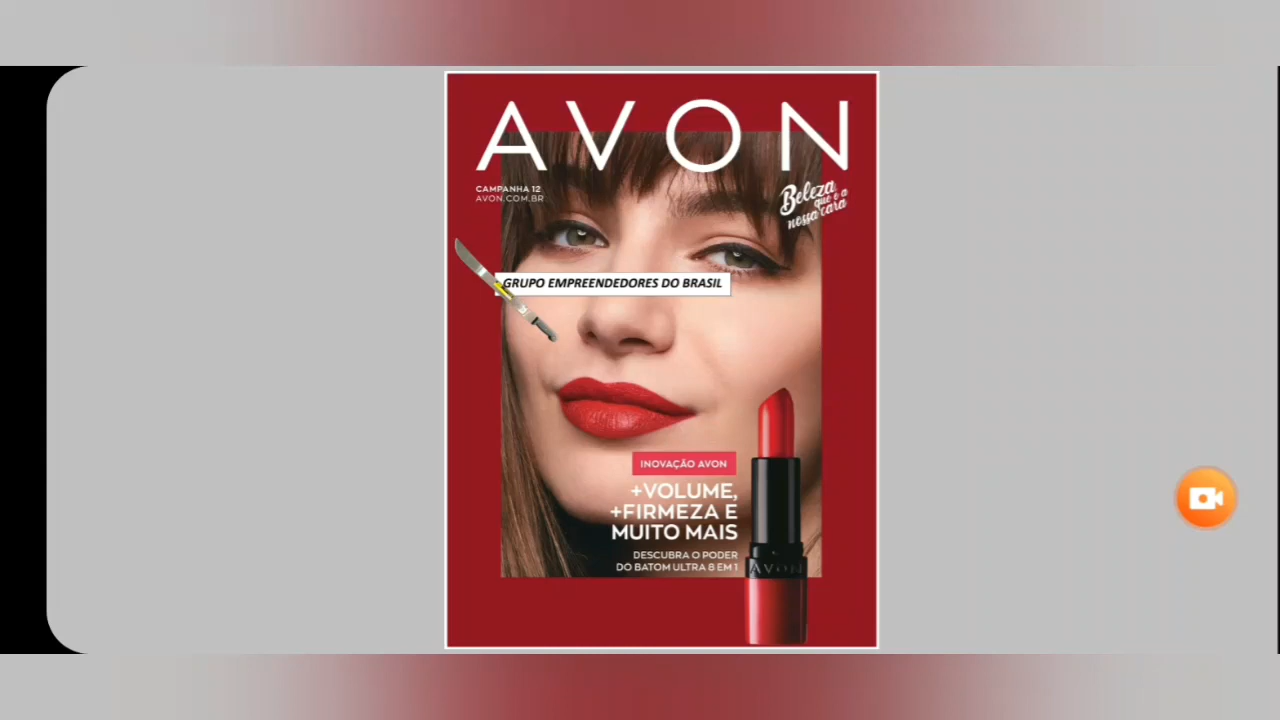 AVON
CAMPANHA 12
AVON.COM.BR
Beleza
que é a
nossa cara
GRUPO EMPREENDEDORES DO BRASIL
INOVAÇÃO AVON
+VOLUME,
+FIRMEZA E
MUITO MAIS
DESCUBRA O PODER
DO BATOM ULTRA 8 EM 1
AVON